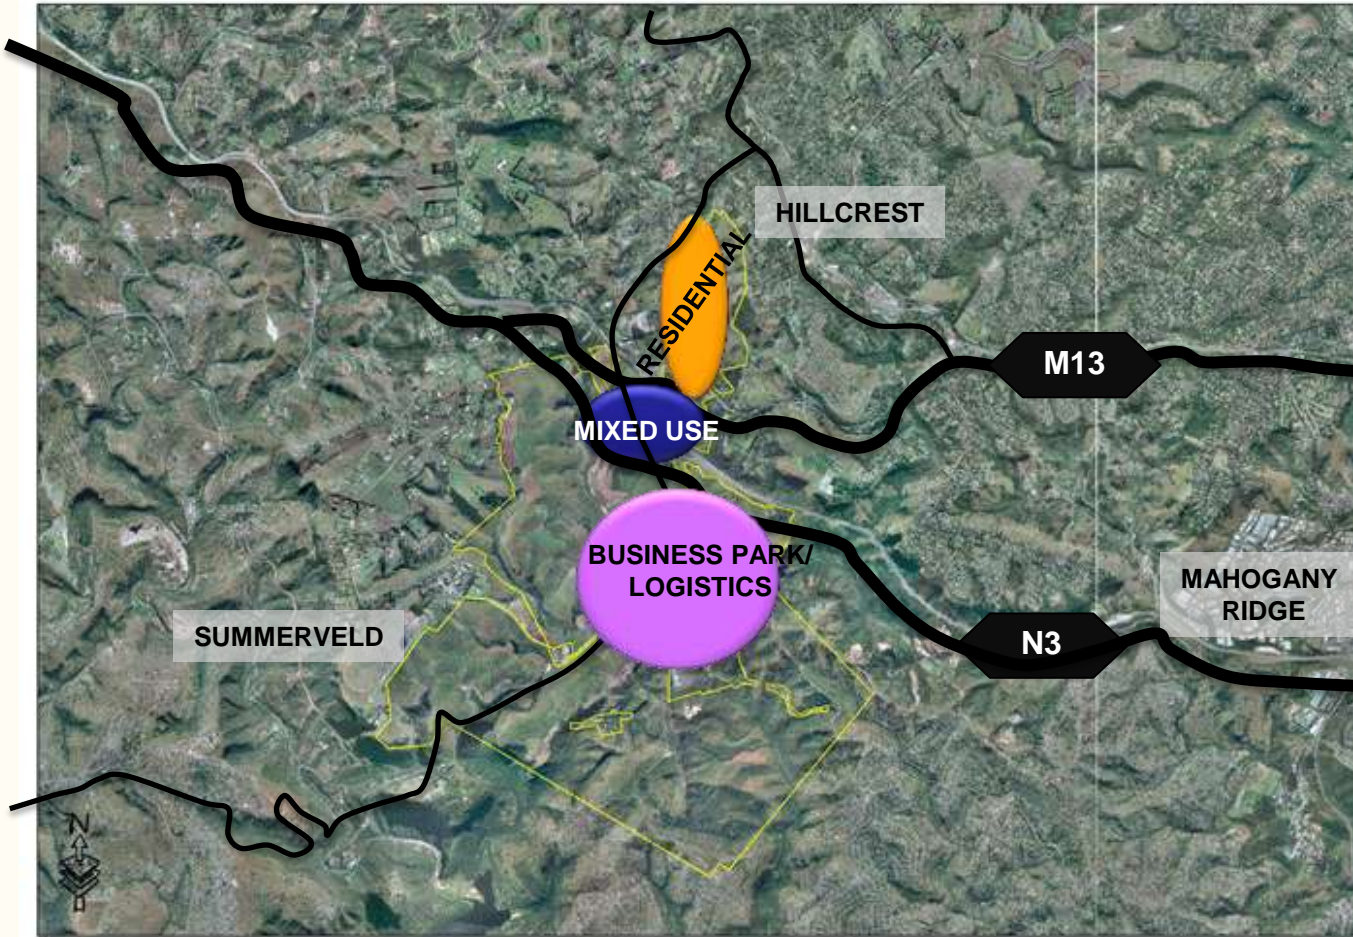 HILLCREST
RESIDENTIAL
M13
MIXED USE
BUSINESS PARK/
LOGISTICS
MAHOGANY
RIDGE
SUMMERVELD
N3
N